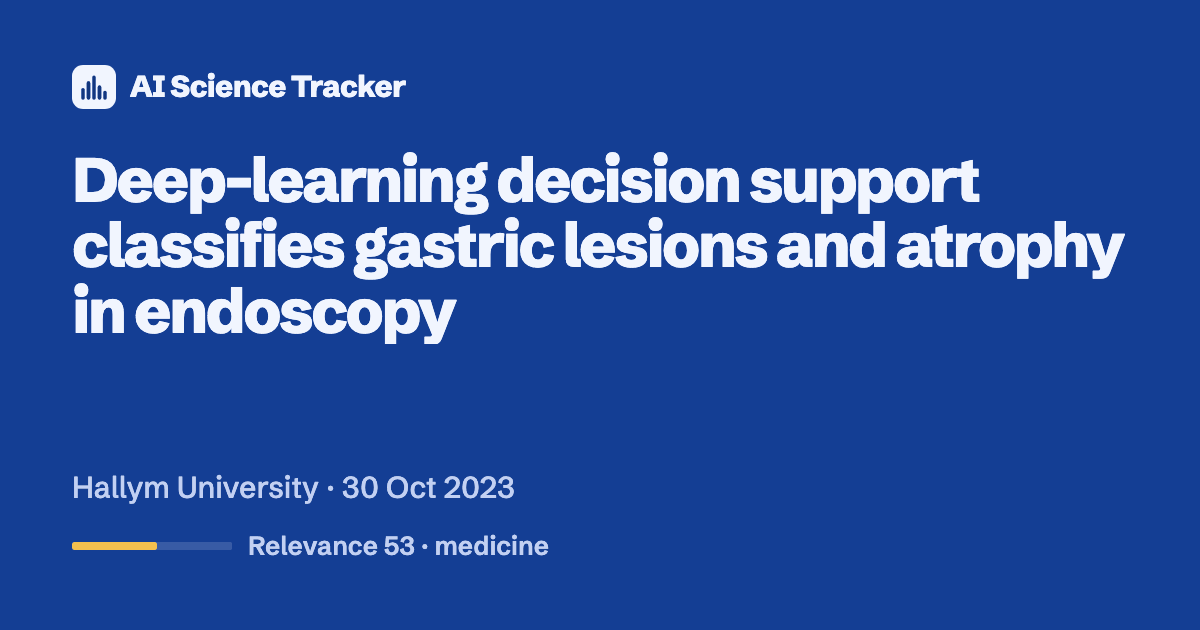 AI Science Tracker
Deep-learning decision support
classifies gastric lesions and atrophy
in endoscopy
Hallym University · 30 Oct 2023
Relevance 53 · medicine